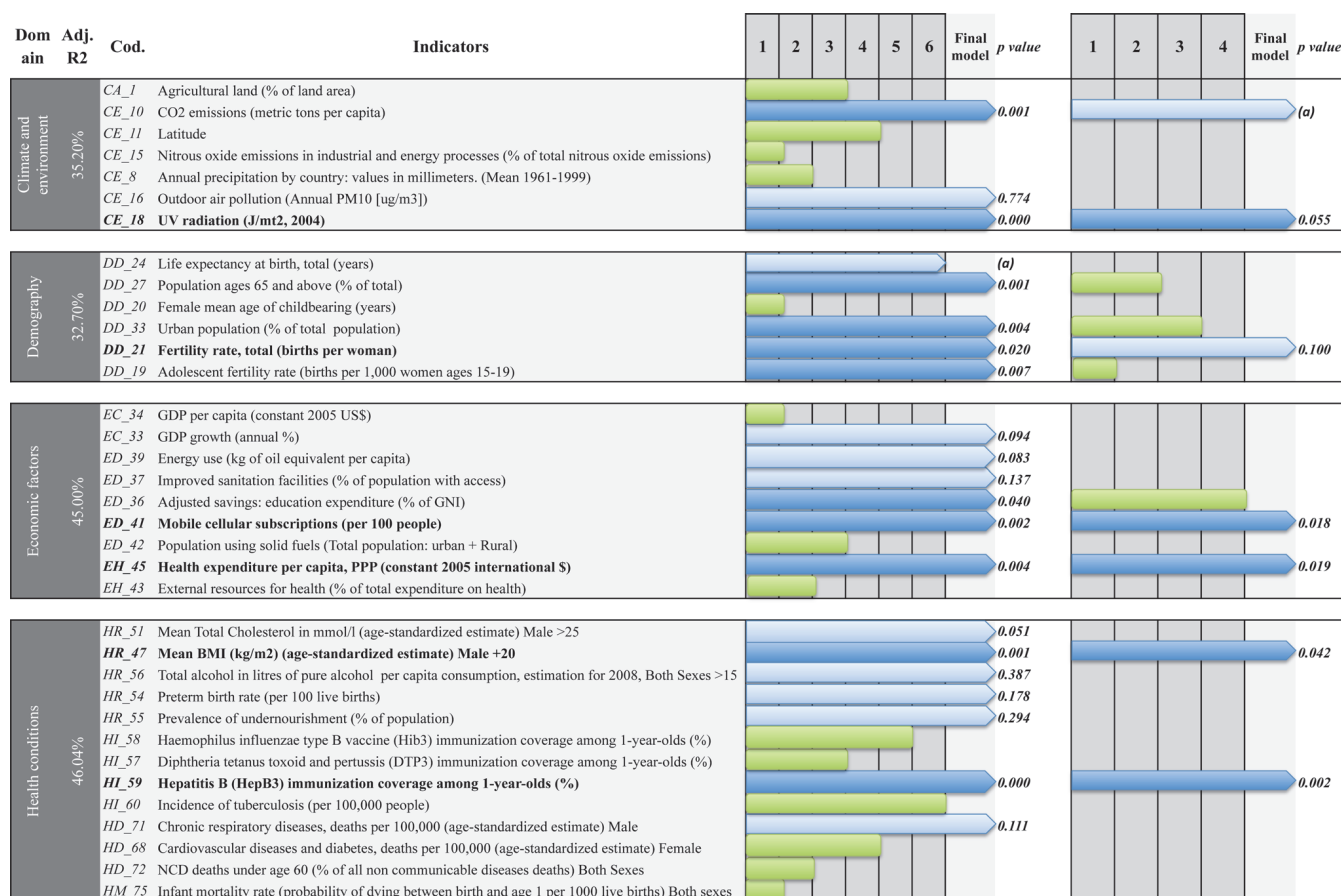 Dom
ain
Adj.
R2
Cod.
Indicators
1 2 3 4 5 6 Final model p value
1 2 3 4 Final model p value
Climate and environment
35.20%
CA_1 Agricultural land (% of land area)
CE_10 CO2 emissions (metric tons per capita) 0.001 (a)
CE_11 Latitude
CE_15 Nitrous oxide emissions in industrial and energy processes (% of total nitrous oxide emissions)
CE_8 Annual precipitation by country: values in millimeters. (Mean 1961-1999)
CE_16 Outdoor air pollution (Annual PM10 [ug/m3]) 0.774
CE_18 UV radiation (J/mt2, 2004) 0.000 0.055
Demography
32.70%
DD_24 Life expectancy at birth, total (years) (a)
DD_27 Population ages 65 and above (% of total) 0.001
DD_20 Female mean age of childbearing (years)
DD_33 Urban population (% of total population) 0.004
DD_21 Fertility rate, total (births per woman) 0.020 0.100
DD_19 Adolescent fertility rate (births per 1,000 women ages 15-19) 0.007
Economic factors
45.00%
EC_34 GDP per capita (constant 2005 US$)
EC_33 GDP growth (annual %) 0.094
ED_39 Energy use (kg of oil equivalent per capita) 0.083
ED_37 Improved sanitation facilities (% of population with access) 0.137
ED_36 Adjusted savings: education expenditure (% of GNI) 0.040
ED_41 Mobile cellular subscriptions (per 100 people) 0.002 0.018
ED_42 Population using solid fuels (Total population: urban + Rural)
EH_45 Health expenditure per capita, PPP (constant 2005 international $) 0.004 0.019
EH_43 External resources for health (% of total expenditure on health)
Health conditions
46.04%
HR_51 Mean Total Cholesterol in mmol/l (age-standardized estimate) Male >25 0.051
HR_47 Mean BMI (kg/m2) (age-standardized estimate) Male +20 0.001 0.042
HR_56 Total alcohol in litres of pure alcohol per capita consumption, estimation for 2008, Both Sexes >15 0.387
HR_54 Preterm birth rate (per 100 live births) 0.178
HR_55 Prevalence of undernourishment (% of population) 0.294
HI_58 Haemophilus influenzae type B vaccine (Hib3) immunization coverage among 1-year-olds (%)
HI_57 Diphtheria tetanus toxoid and pertussis (DTP3) immunization coverage among 1-year-olds (%)
HI_59 Hepatitis B (HepB3) immunization coverage among 1-year-olds (%) 0.000 0.002
HI_60 Incidence of tuberculosis (per 100,000 people)
HD_71 Chronic respiratory diseases, deaths per 100,000 (age-standardized estimate) Male 0.111
HD_68 Cardiovascular diseases and diabetes, deaths per 100,000 (age-standardized estimate) Female
HD_72 NCD deaths under age 60 (% of all non communicable diseases deaths) Both Sexes
HM_75 Infant mortality rate (probability of dying between birth and age 1 per 1000 live births) Both sexes